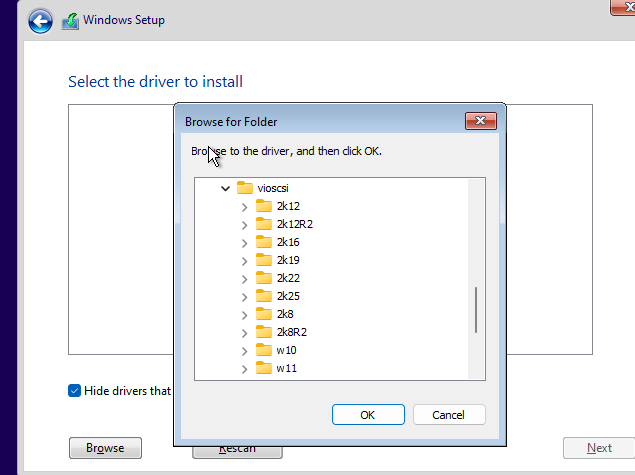 Windows Setup
Select the driver to install
Browse for Folder
Browse to the driver, and then click OK.
vioscsi
2k12
2k12R2
2k16
2k19
2k22
2k25
2k8
2k8R2
w10
w11
OK
Cancel
Hide drivers that
Browse
Rescan
Next